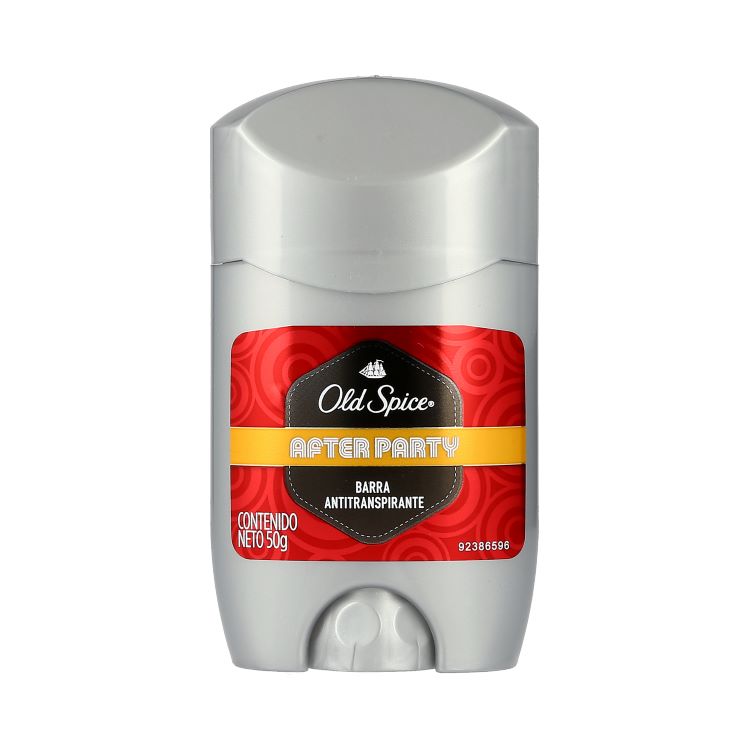 Old Spice®
AFTER PARTY
BARRA
ANTITRANSPIRANTE
CONTENIDO
NETO 50g
92386596